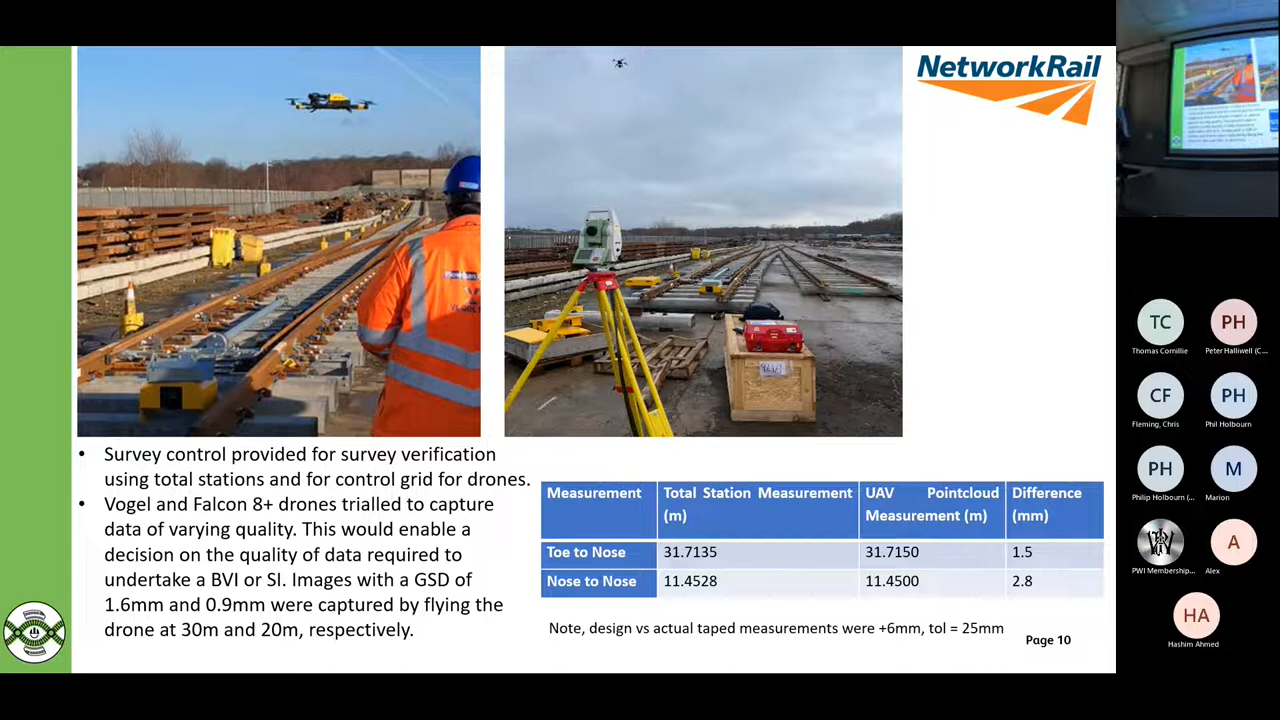 NetworkRail
• Survey control provided for survey verification
using total stations and for control grid for drones.
• Vogel and Falcon 8+ drones trialled to capture
data of varying quality. This would enable a
decision on the quality of data required to
undertake a BVI or SI. Images with a GSD of
1.6mm and 0.9mm were captured by flying the
drone at 30m and 20m, respectively.
Measurement Total Station Measurement (m) UAV Pointcloud Measurement (m) Difference (mm)
Toe to Nose 31.7135 31.7150 1.5
Nose to Nose 11.4528 11.4500 2.8
Note, design vs actual taped measurements were +6mm, tol = 25mm
Page 10
TC PH
Thomas Cornillie Peter Halliwell (C...
CF PH
Fleming, Chris Phil Holbourn
PH M
Philip Holbourn (... Marion
A
PWI Membership... Alex
HA
Hashim Ahmed